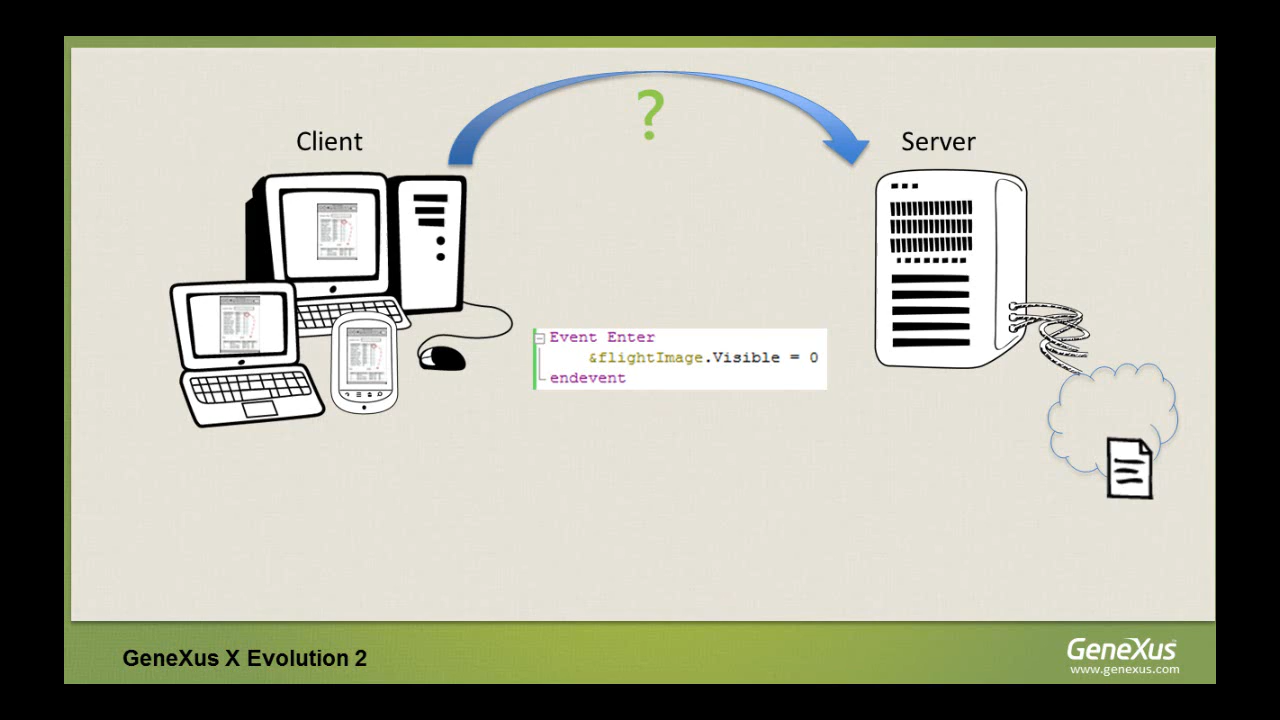 ?
Client
Server
Event Enter
&flightImage.Visible = 0
endevent
GeneXus X Evolution 2
GeneXus
www.genexus.com